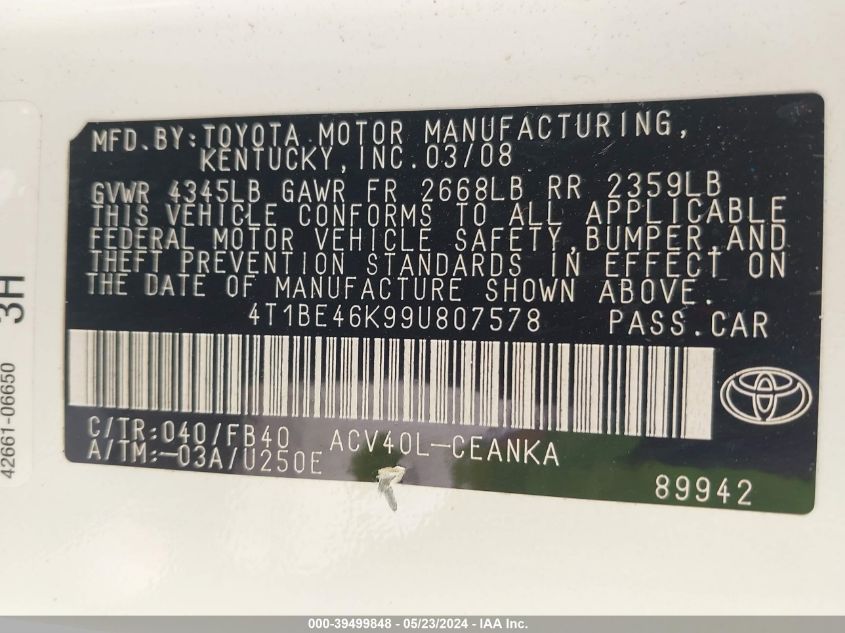 MFD.BY:TOYOTA MOTOR MANUFACTURING,
KENTUCKY,INC.03/08
GVWR 4345LB GAWR FR 2668LB RR 2359LB
THIS VEHICLE CONFORMS TO ALL APPLICABLE
FEDERAL MOTOR VEHICLE SAFETY,BUMPER,AND
THEFT PREVENTION STANDARDS IN EFFECT ON
THE DATE OF MANUFACTURE SHOWN ABOVE.
4T1BE46K99U807578 PASS.CAR
C/TR:040/FB40 ACV40L-CEANKA
A/TM:-03A/U250E
89942
42661-06650 3H
000-39499848 - 05/23/2024 - IAA Inc.